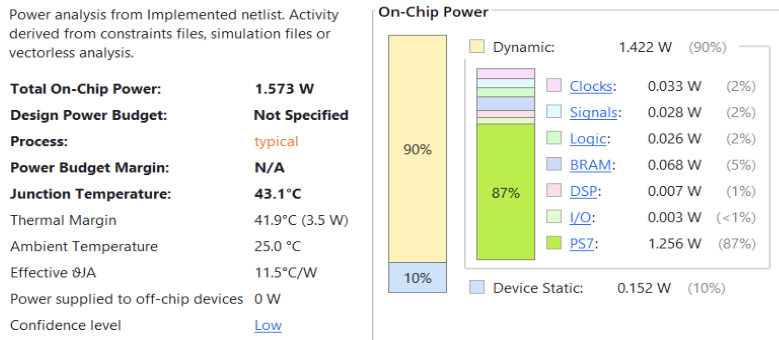 Power analysis from Implemented netlist. Activity
derived from constraints files, simulation files or
vectorless analysis.
Total On-Chip Power: 1.573 W
Design Power Budget: Not Specified
Process: typical
Power Budget Margin: N/A
Junction Temperature: 43.1°C
Thermal Margin 41.9°C (3.5 W)
Ambient Temperature 25.0 °C
Effective ϑJA 11.5°C/W
Power supplied to off-chip devices 0 W
Confidence level Low
On-Chip Power
90%
10%
Dynamic: 1.422 W (90%)
87%
Clocks: 0.033 W (2%)
Signals: 0.028 W (2%)
Logic: 0.026 W (2%)
BRAM: 0.068 W (5%)
DSP: 0.007 W (1%)
I/O: 0.003 W (<1%)
PS7: 1.256 W (87%)
Device Static: 0.152 W (10%)